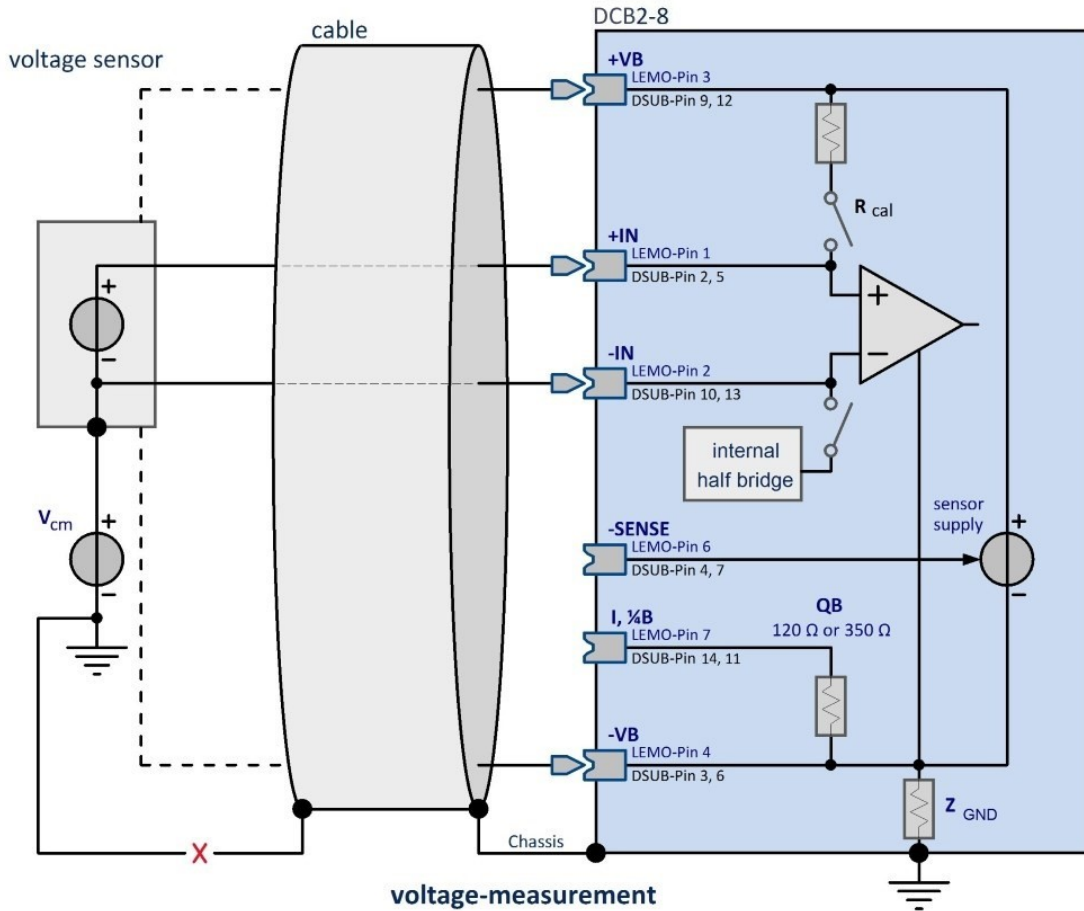 DCB2-8
cable
voltage sensor
+VB
LEMO-Pin 3
DSUB-Pin 9, 12
R cal
+IN
LEMO-Pin 1
DSUB-Pin 2, 5
+
+
−
-IN
LEMO-Pin 2
DSUB-Pin 10, 13
−
internal
half bridge
Vcm
+
−
-SENSE
LEMO-Pin 6
DSUB-Pin 4, 7
sensor
supply
+
−
I, ¼B
LEMO-Pin 7
DSUB-Pin 14, 11
QB
120 Ω or 350 Ω
-VB
LEMO-Pin 4
DSUB-Pin 3, 6
Z GND
X
Chassis
voltage-measurement